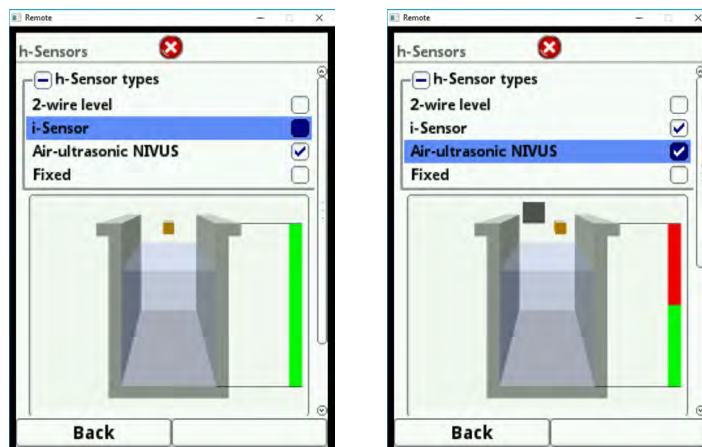 Remote
h-Sensors
h-Sensor types
2-wire level
i-Sensor
Air-ultrasonic NIVUS
Fixed
Back
Remote
h-Sensors
h-Sensor types
2-wire level
i-Sensor
Air-ultrasonic NIVUS
Fixed
Back